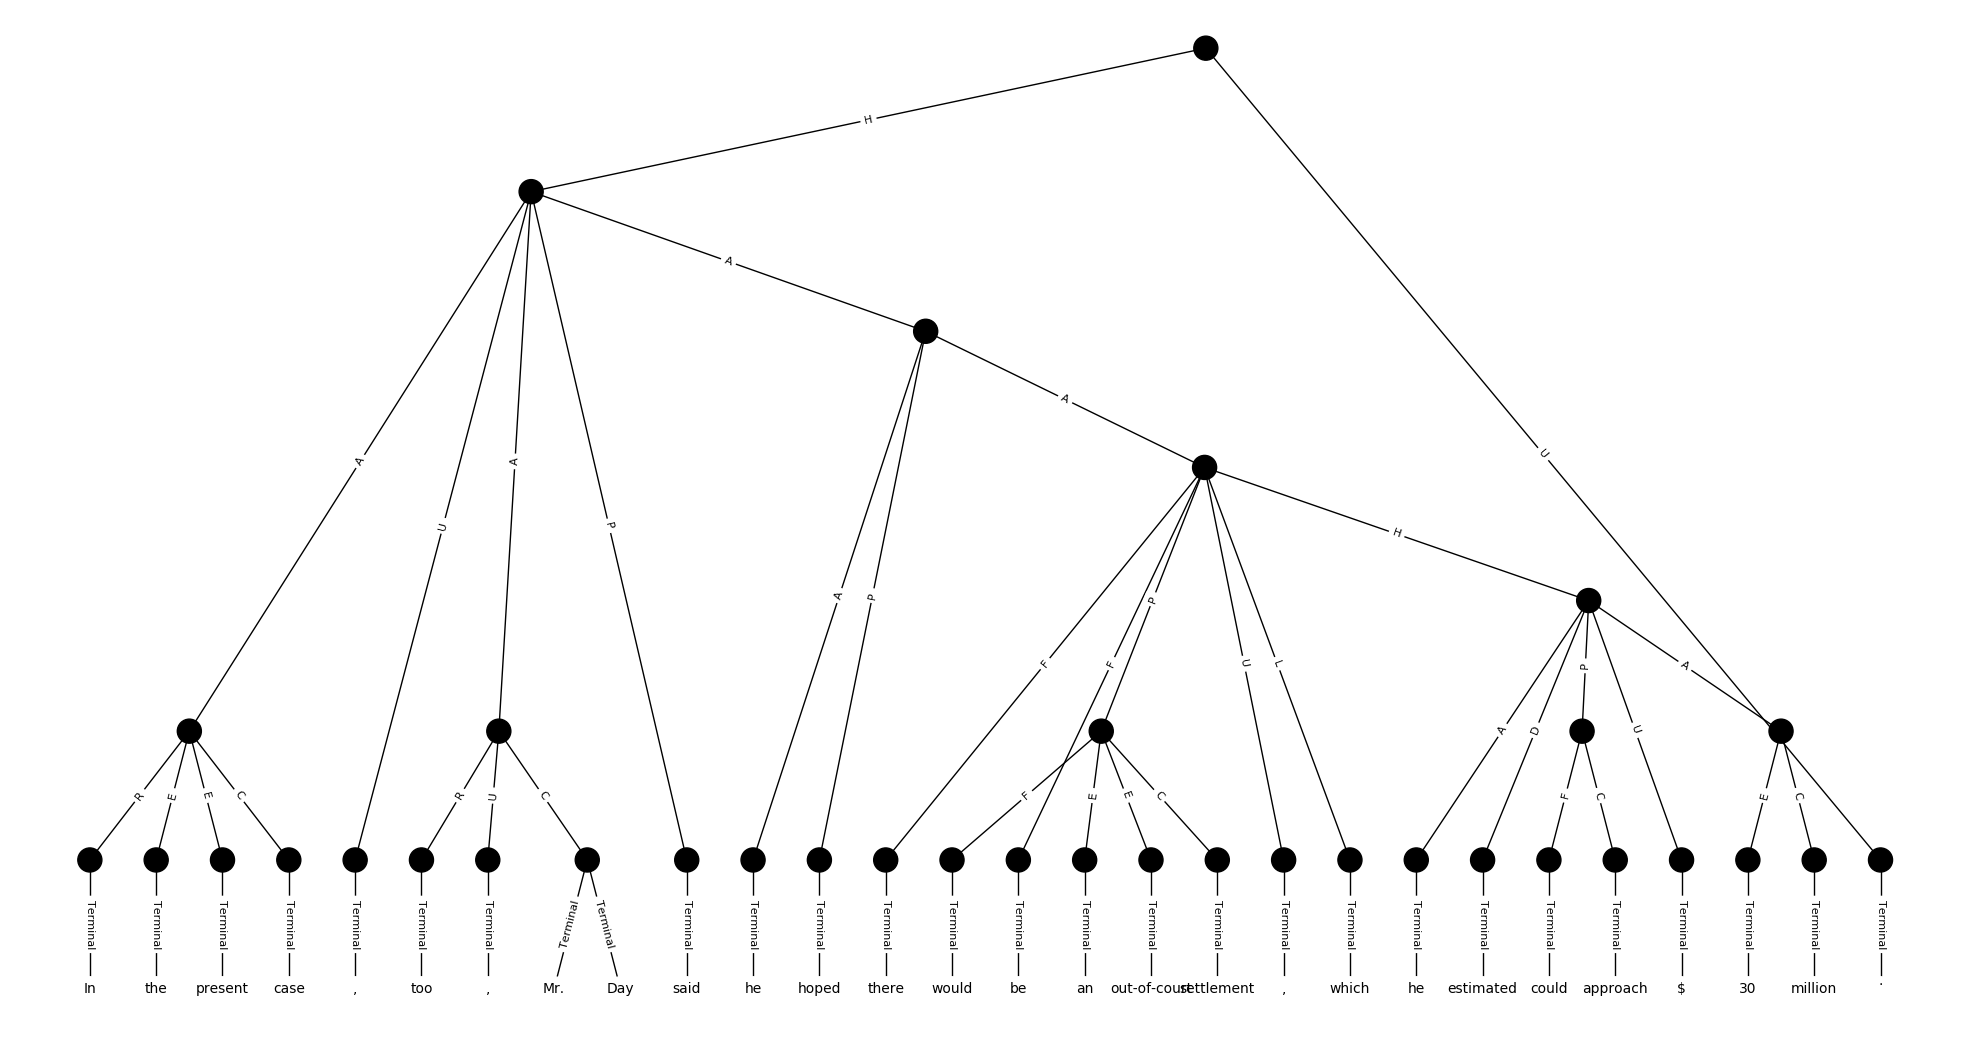 H
A
A
U
H
A
U
A
P
A
P
P
F
F
U
L
P
A
A
D
U
R
E
E
C
R
U
C
F
E
E
C
F
C
E
C
Terminal Terminal Terminal Terminal Terminal Terminal Terminal Terminal Terminal Terminal Terminal Terminal Terminal Terminal Terminal Terminal Terminal Terminal Terminal Terminal Terminal Terminal Terminal Terminal Terminal Terminal Terminal Terminal
In the present case , too , Mr. Day said he hoped there would be an out-of-court settlement , which he estimated could approach $ 30 million .